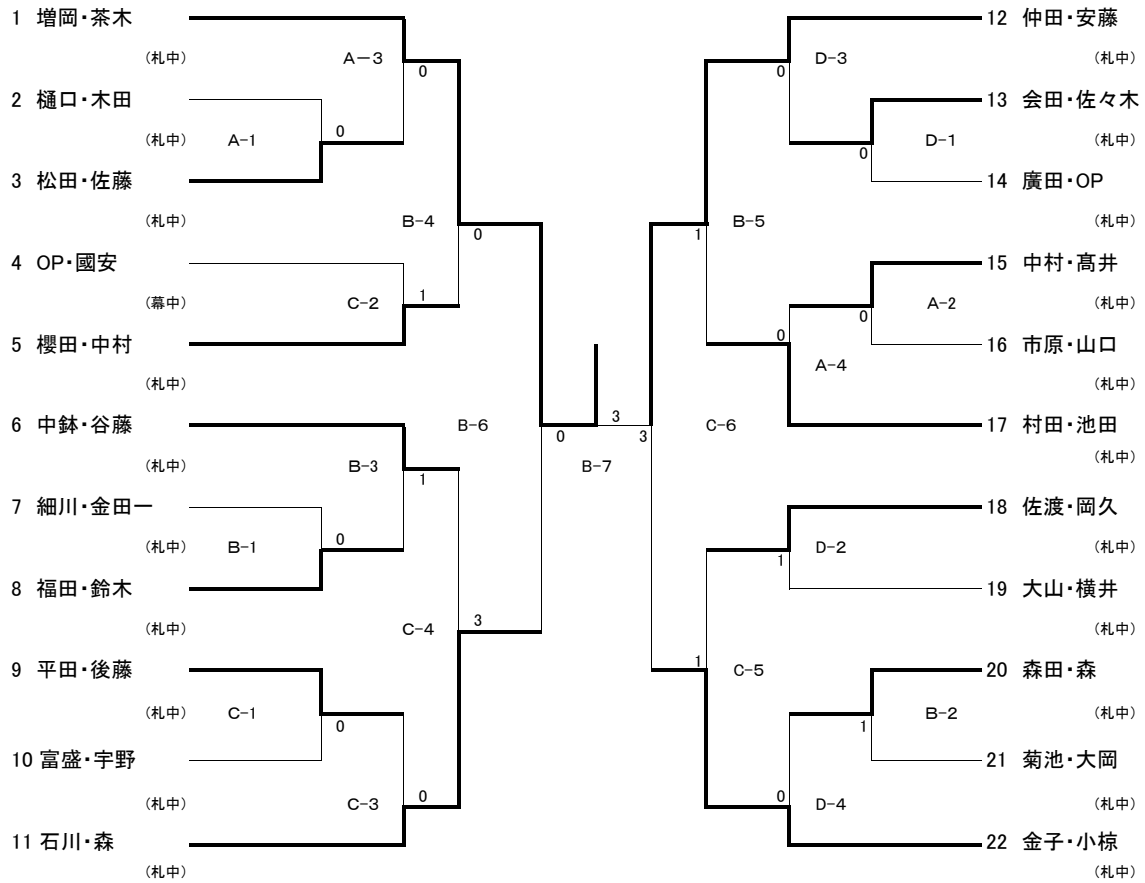 1 増岡・茶木
12 仲田・安藤
(札中)
A－3
D-3
(札中)
0
0
2 樋口・木田
13 会田・佐々木
(札中)
A-1
0
D-1
(札中)
0
3 松田・佐藤
14 廣田・OP
(札中)
B-4
B-5
(札中)
0
1
4 OP・國安
15 中村・髙井
(幕中)
C-2
1
A-2
(札中)
0
0
5 櫻田・中村
16 市原・山口
A-4
(札中)
(札中)
6 中鉢・谷藤
B-6
3
C-6
17 村田・池田
0
3
(札中)
B-3
B-7
(札中)
1
7 細川・金田一
18 佐渡・岡久
(札中)
B-1
0
D-2
(札中)
1
8 福田・鈴木
19 大山・横井
(札中)
C-4
3
(札中)
9 平田・後藤
1
C-5
20 森田・森
(札中)
C-1
B-2
(札中)
0
1
10 富盛・宇野
21 菊池・大岡
(札中)
C-3
0
0
D-4
(札中)
11 石川・森
22 金子・小椋
(札中)
(札中)